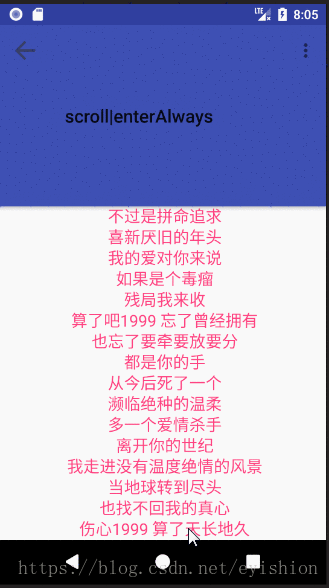 LTE 8:05
scroll|enterAlways
不过是拼命追求
喜新厌旧的年头
我的爱对你来说
如果是个毒瘤
残局我来收
算了吧1999 忘了曾经拥有
也忘了要牵要放要分
都是你的手
从今后死了一个
濒临绝种的温柔
多一个爱情杀手
离开你的世纪
我走进没有温度绝情的风景
当地球转到尽头
也找不回我的真心
伤心1999 算了天长地久
https://blog.csdn.net/eyishion